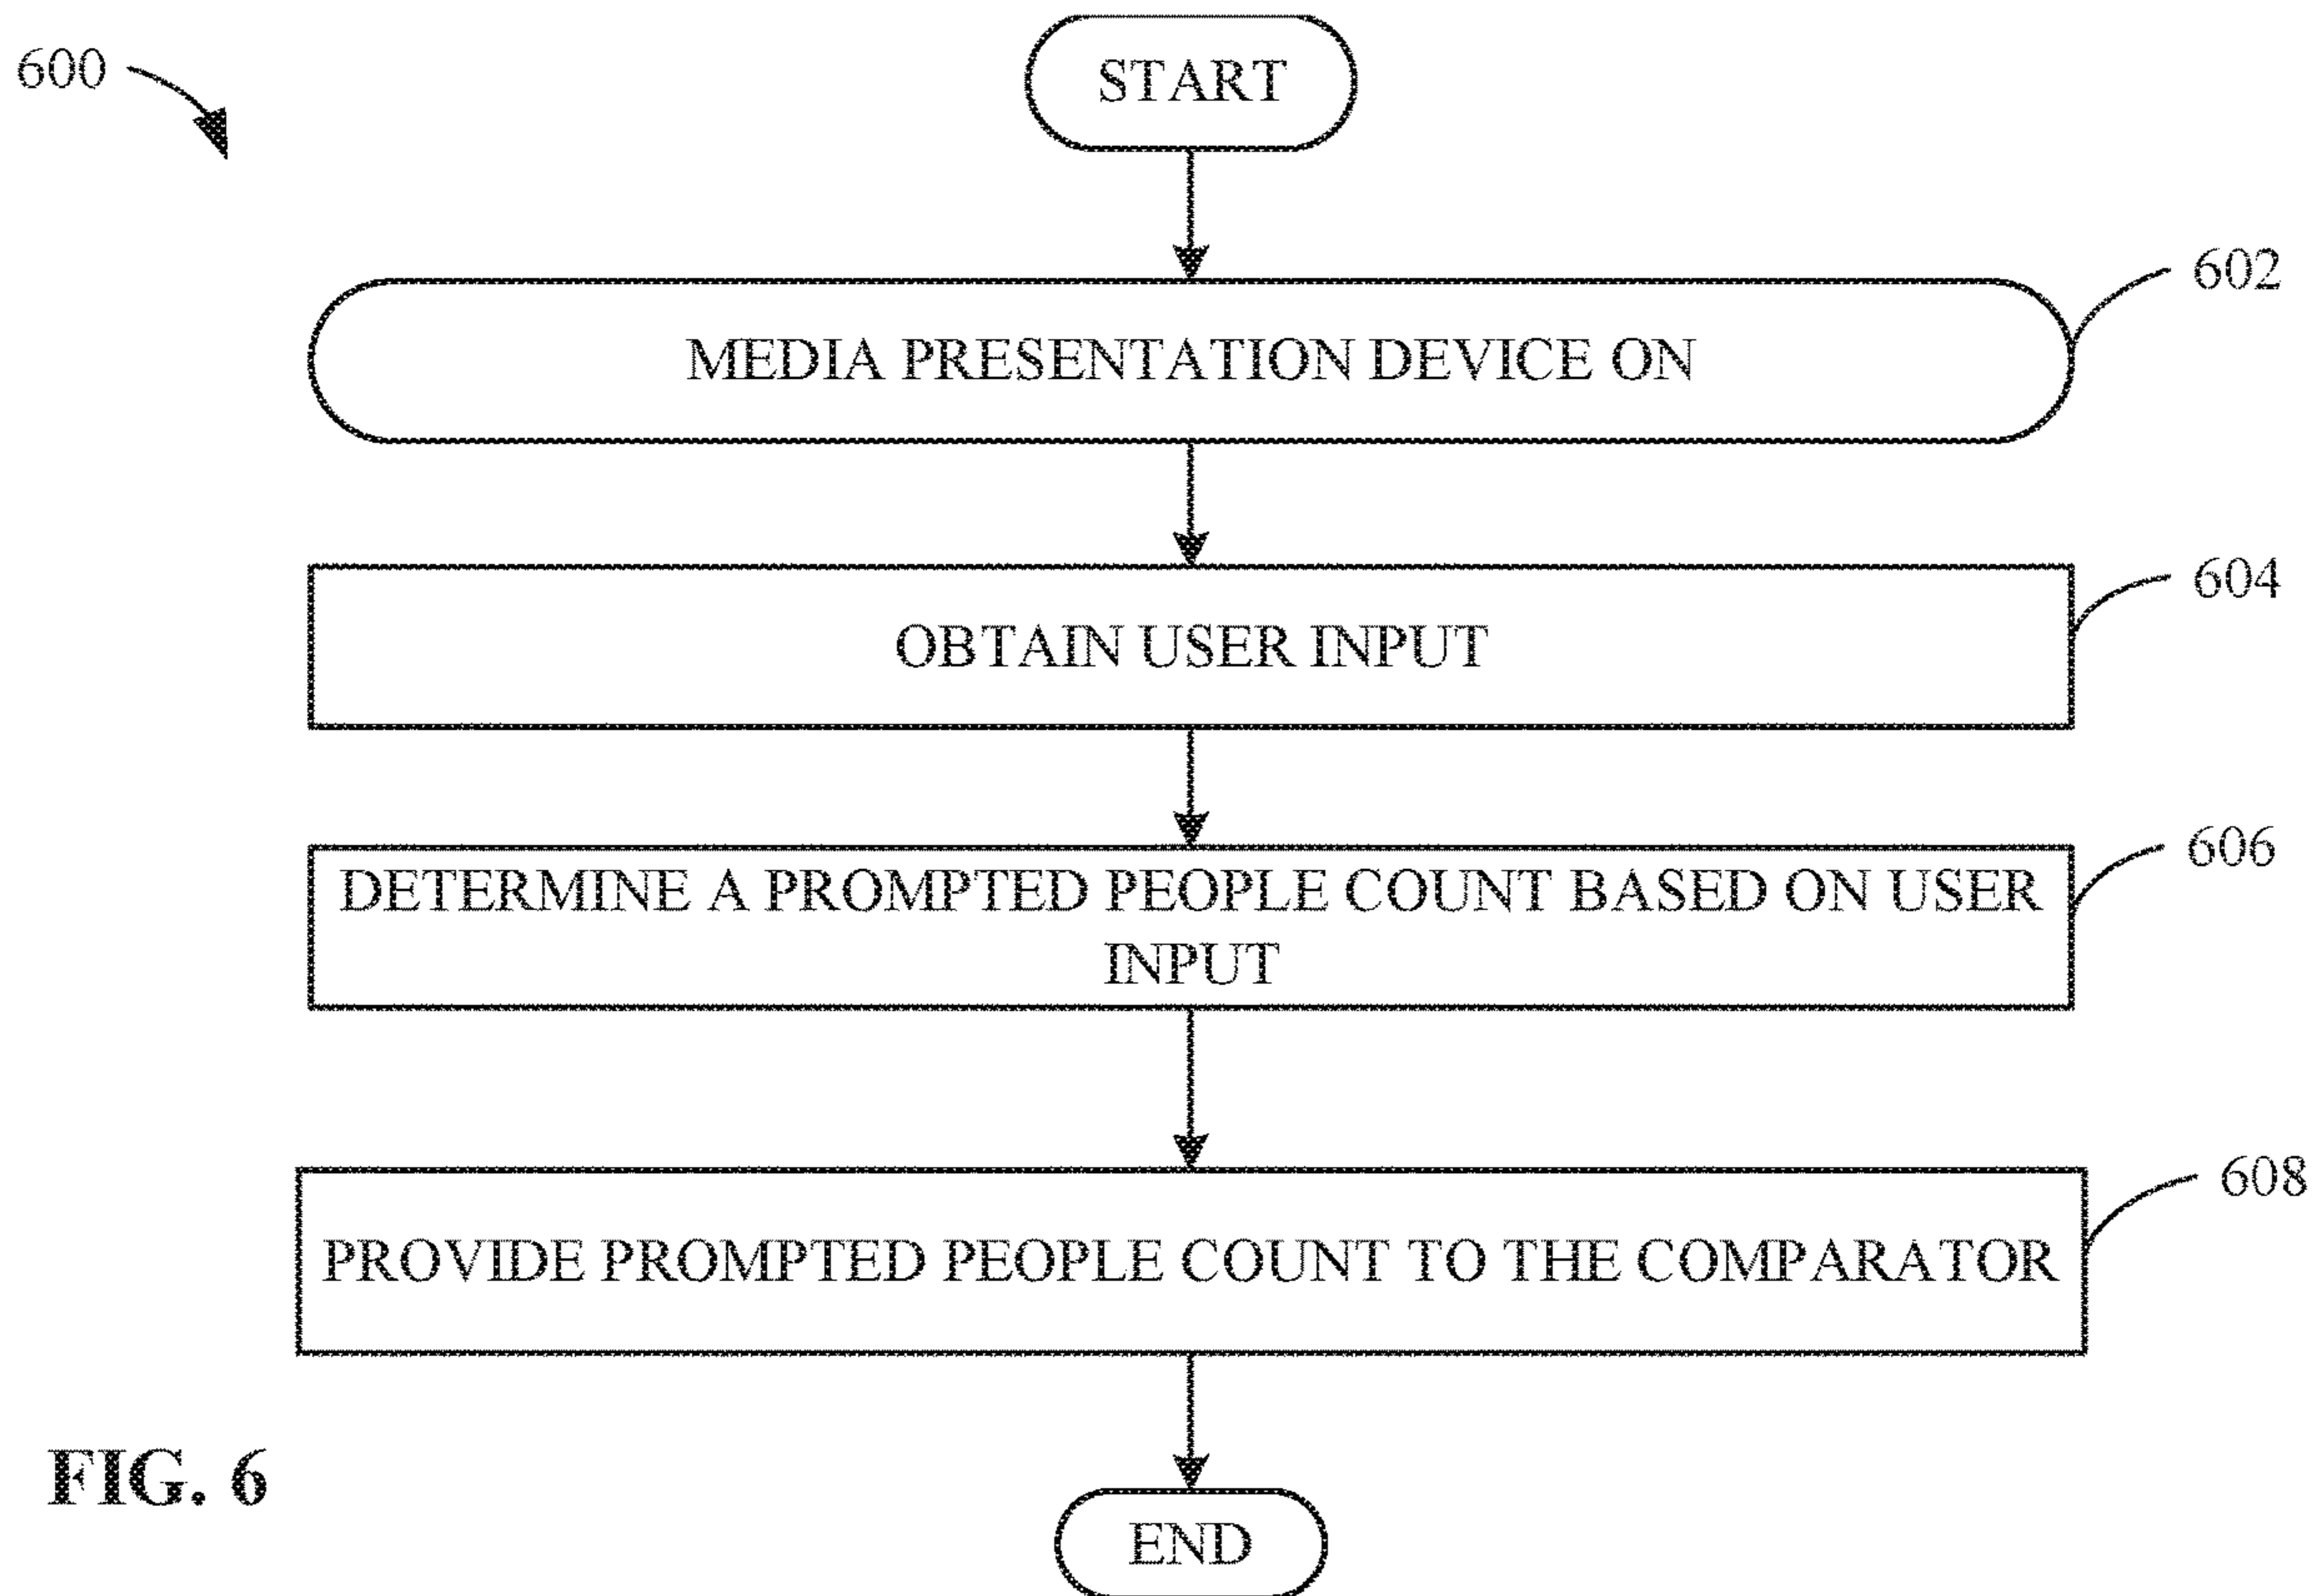 600
START
602
MEDIA PRESENTATION DEVICE ON
604
OBTAIN USER INPUT
606
DETERMINE A PROMPTED PEOPLE COUNT BASED ON USER
INPUT
608
PROVIDE PROMPTED PEOPLE COUNT TO THE COMPARATOR
FIG. 6
END